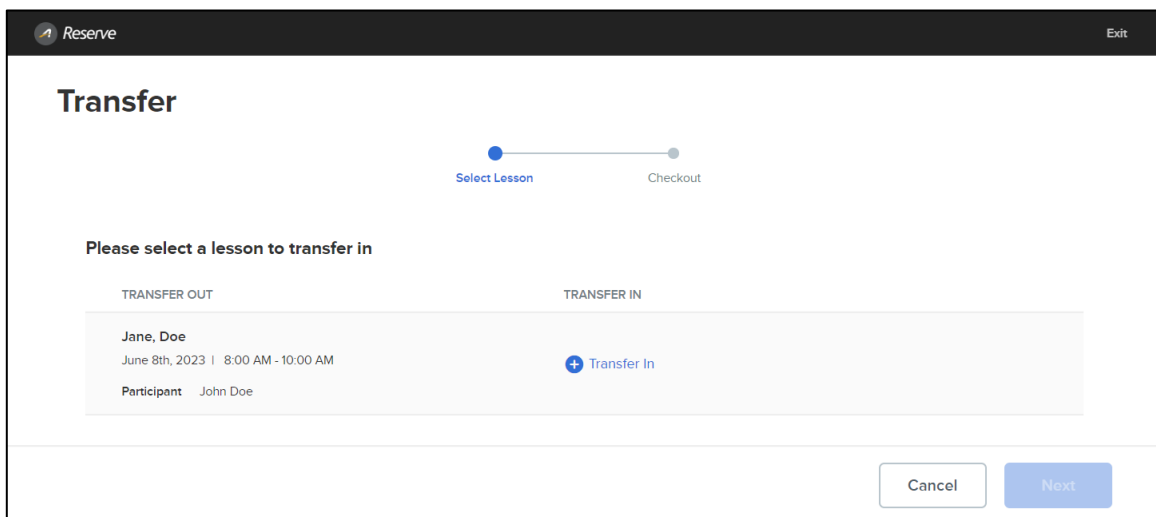 Reserve
Exit
Transfer
Select Lesson
Checkout
Please select a lesson to transfer in
TRANSFER OUT
TRANSFER IN
Jane, Doe
June 8th, 2023 | 8:00 AM - 10:00 AM
Transfer In
Participant John Doe
Cancel
Next